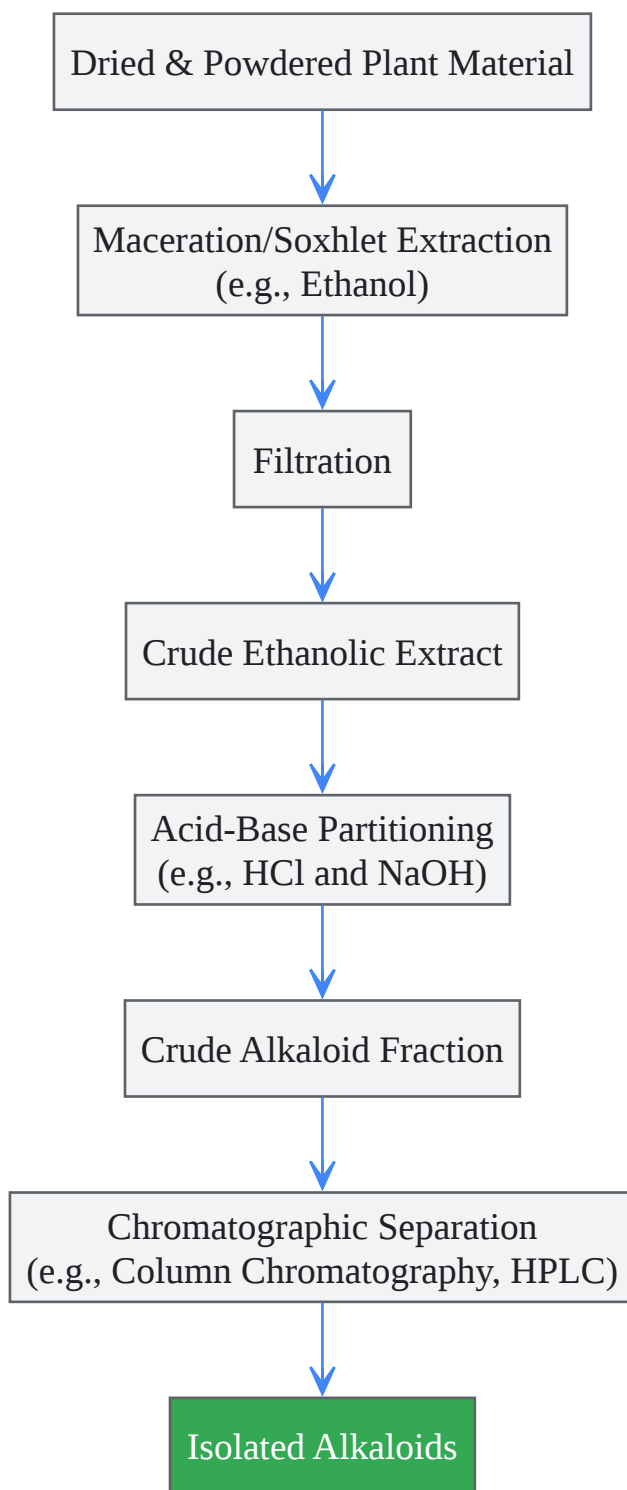 Dried & Powdered Plant Material
Maceration/Soxhlet Extraction
(e.g., Ethanol)
Filtration
Crude Ethanolic Extract
Acid-Base Partitioning
(e.g., HCl and NaOH)
Crude Alkaloid Fraction
Chromatographic Separation
(e.g., Column Chromatography, HPLC)
Isolated Alkaloids